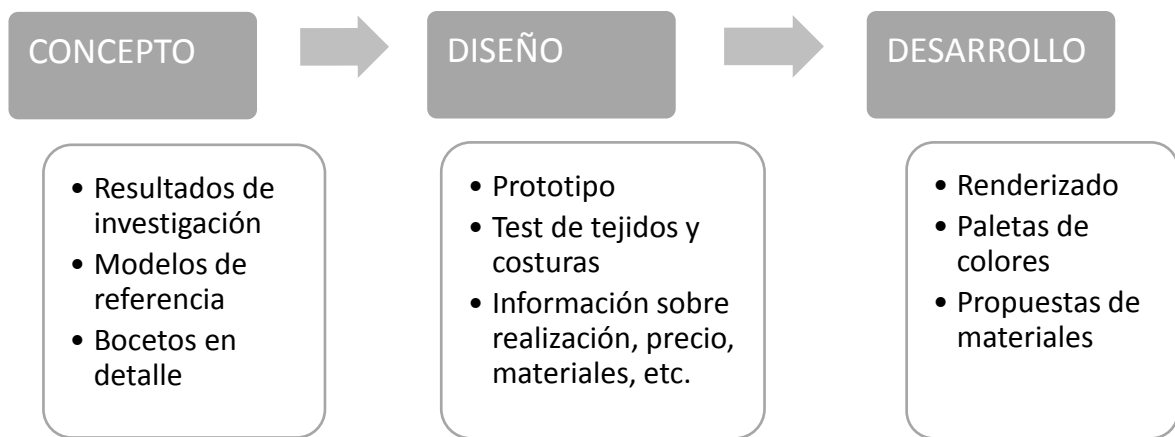 CONCEPTO
DISEÑO
DESARROLLO
• Resultados de
investigación
• Modelos de
referencia
• Bocetos en
detalle
• Prototipo
• Test de tejidos y
costuras
• Información sobre
realización, precio,
materiales, etc.
• Renderizado
• Paletas de
colores
• Propuestas de
materiales